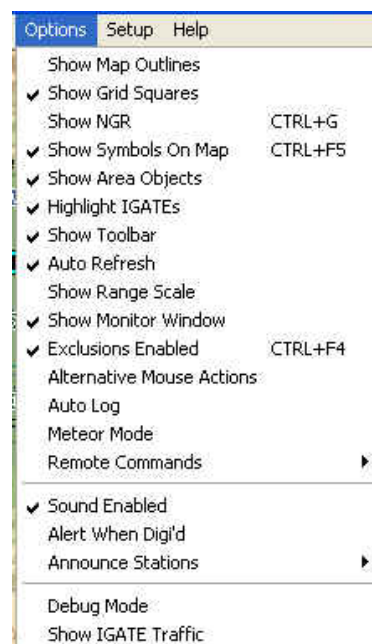 Options Setup Help
Show Map Outlines
Show Grid Squares
Show NGR CTRL+G
Show Symbols On Map CTRL+F5
Show Area Objects
Highlight IGATEs
Show Toolbar
Auto Refresh
Show Range Scale
Show Monitor Window
Exclusions Enabled CTRL+F4
Alternative Mouse Actions
Auto Log
Meteor Mode
Remote Commands
Sound Enabled
Alert When Digi'd
Announce Stations
Debug Mode
Show IGATE Traffic